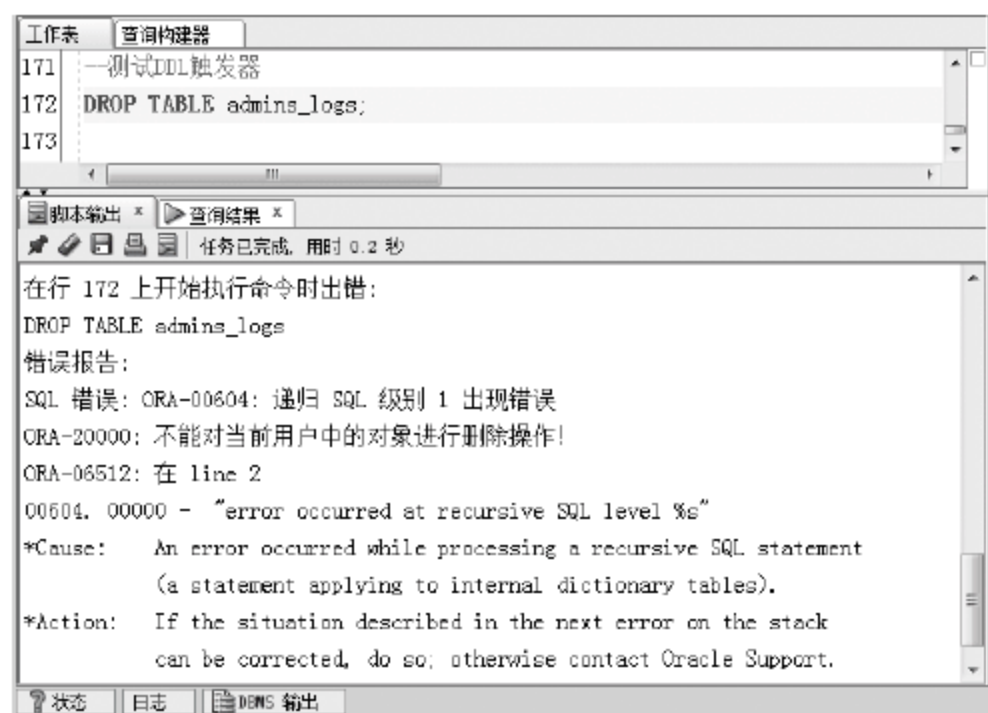 工作表 查询构建器
171 --测试DDL触发器
172 DROP TABLE admins_logs;
173
脚本输出 × 查询结果 ×
任务已完成, 用时 0.2 秒
在行 172 上开始执行命令时出错:
DROP TABLE admins_logs
错误报告:
SQL 错误: ORA-00604: 递归 SQL 级别 1 出现错误
ORA-20000: 不能对当前用户中的对象进行删除操作!
ORA-06512: 在 line 2
00604. 00000 - "error occurred at recursive SQL level %s"
*Cause: An error occurred while processing a recursive SQL statement
(a statement applying to internal dictionary tables).
*Action: If the situation described in the next error on the stack
can be corrected, do so; otherwise contact Oracle Support.
状态 日志 DBMS 输出